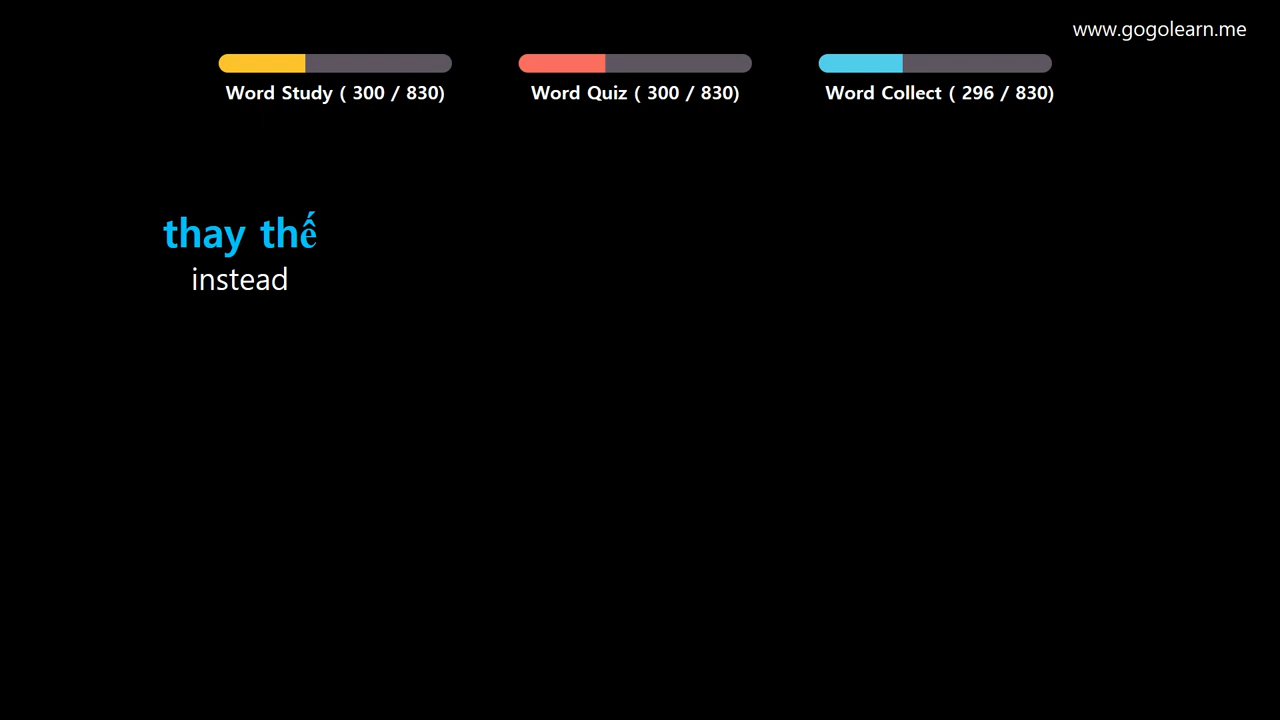 www.gogolearn.me
Word Study ( 300 / 830)
Word Quiz ( 300 / 830)
Word Collect ( 296 / 830)
thay thế
instead